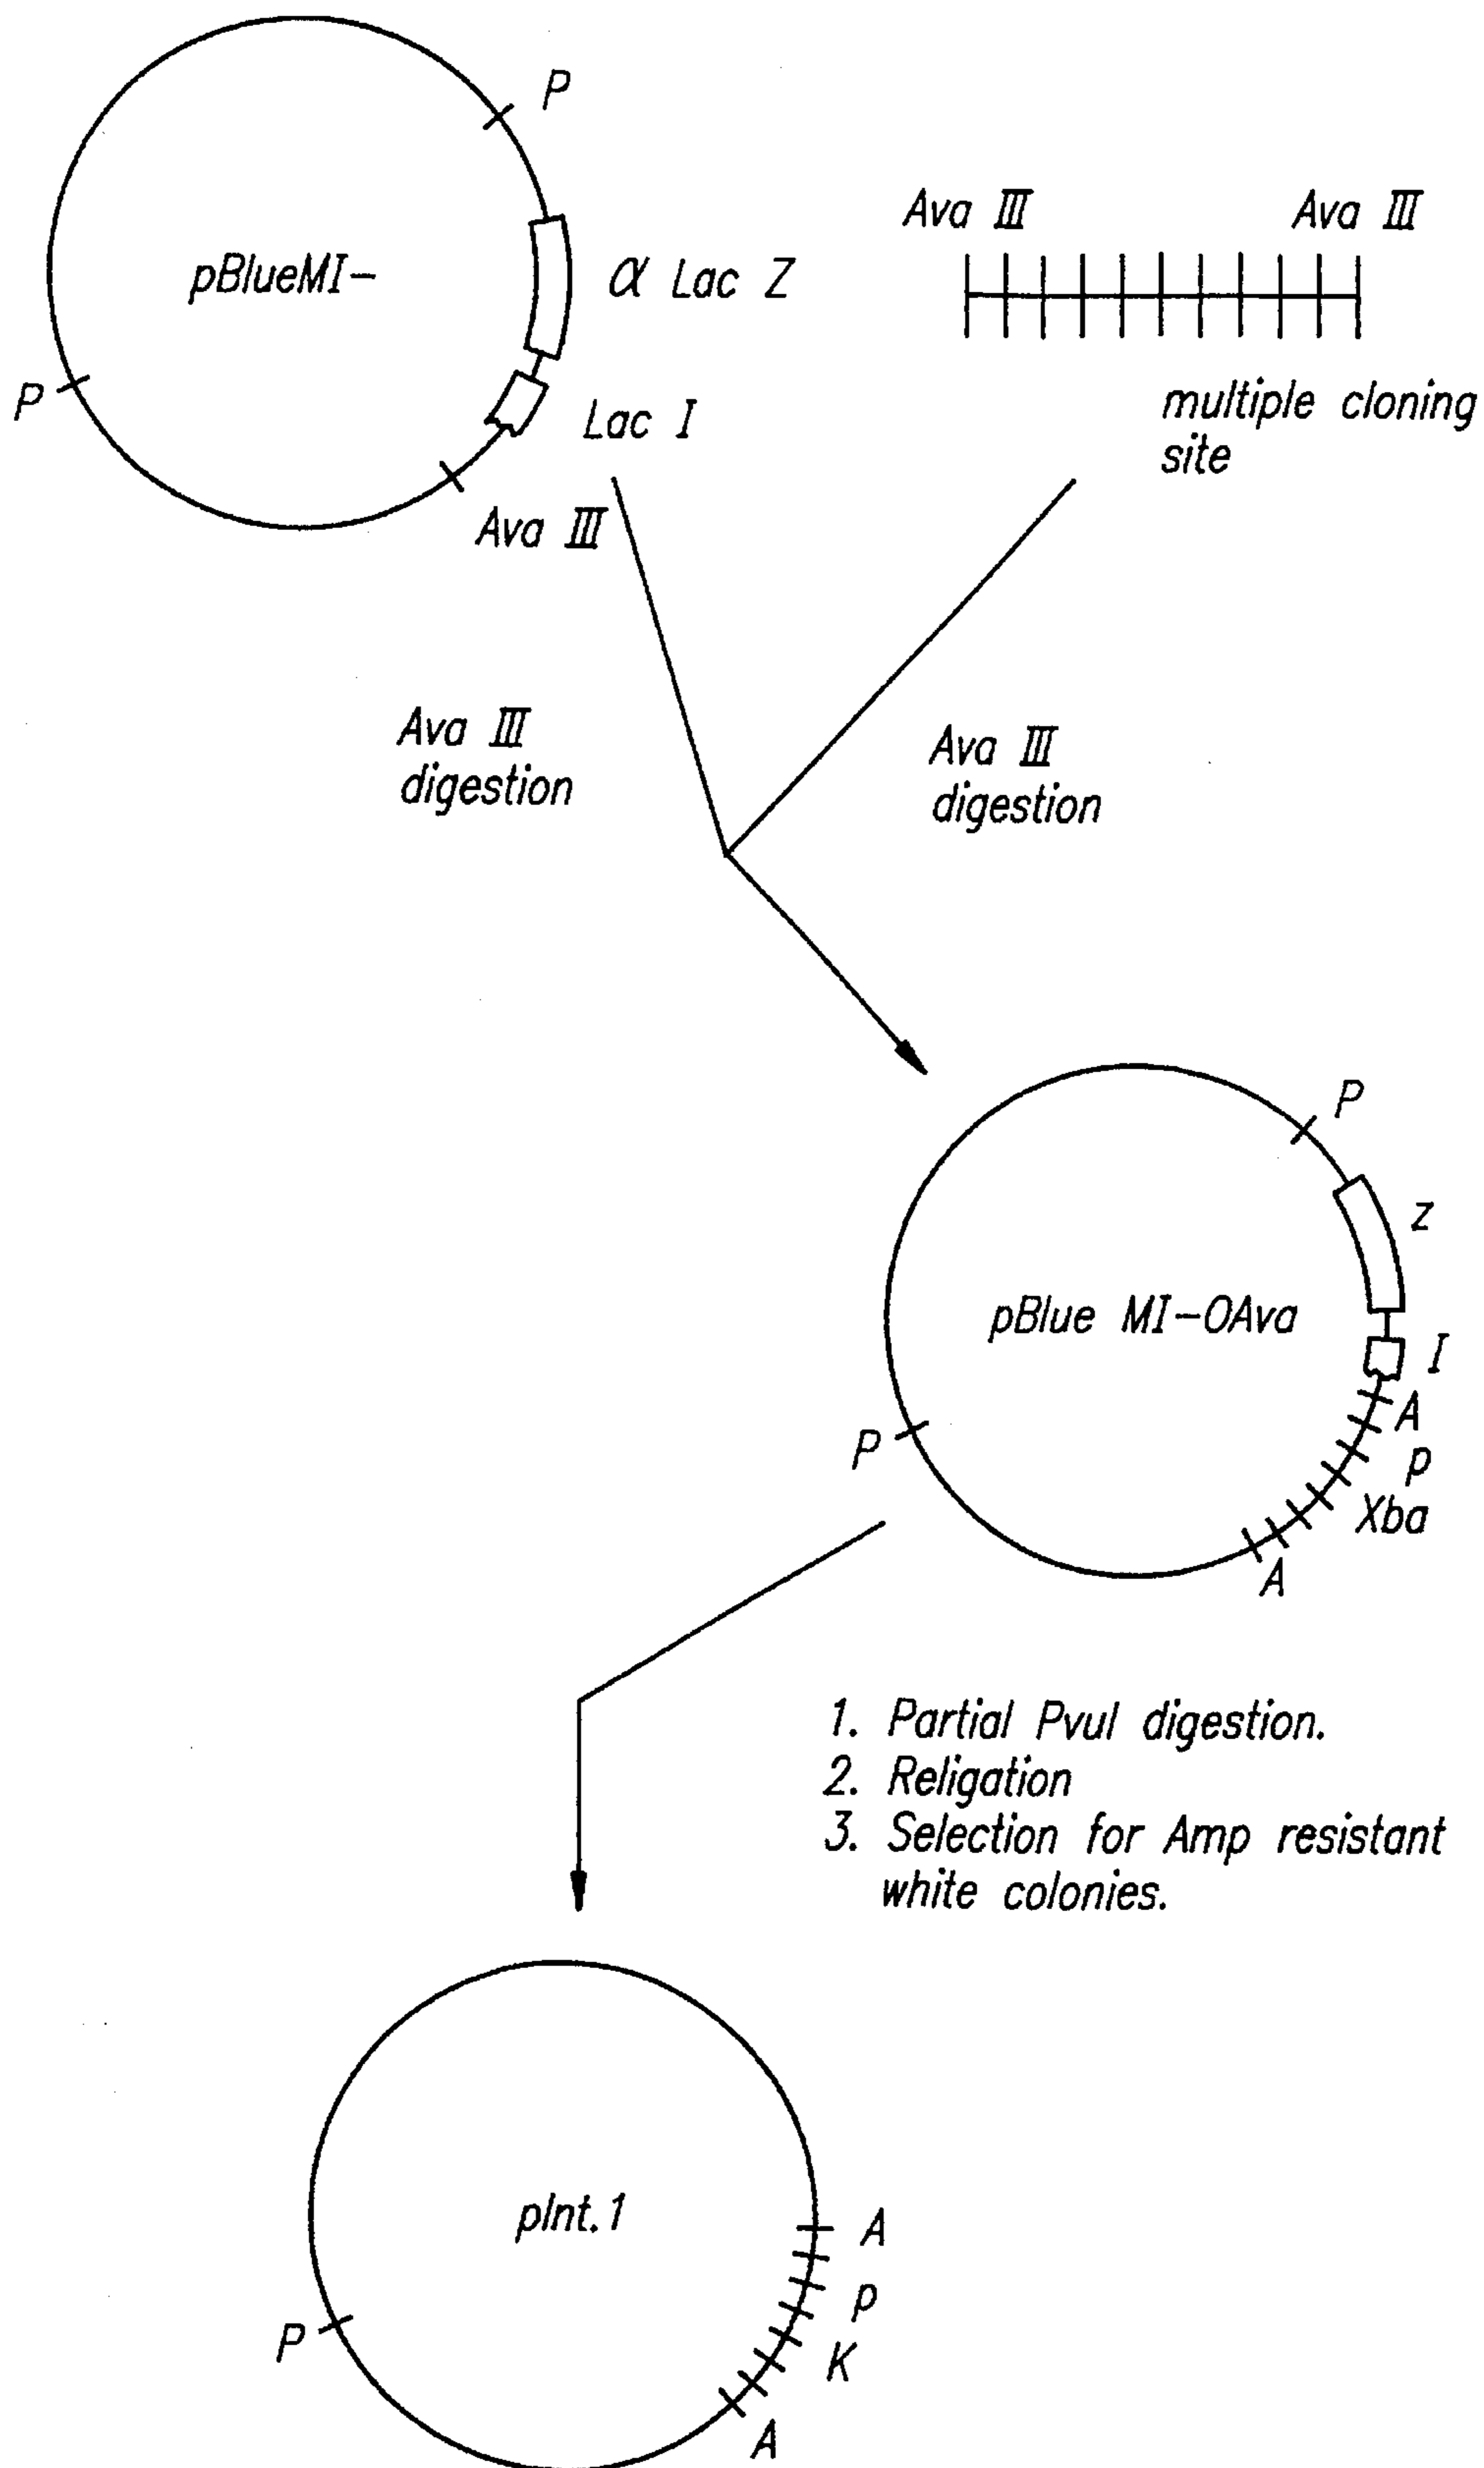 P
pBlueMI-
α Lac Z
P
Lac I
Ava III
Ava III
Ava III
multiple cloning
site
Ava III
digestion
Ava III
digestion
P
z
pBlue MI-OAva
I
A
P
p
Xba
A
1. Partial PvuI digestion.
2. Religation
3. Selection for Amp resistant
white colonies.
pInt.1
A
p
P
K
A